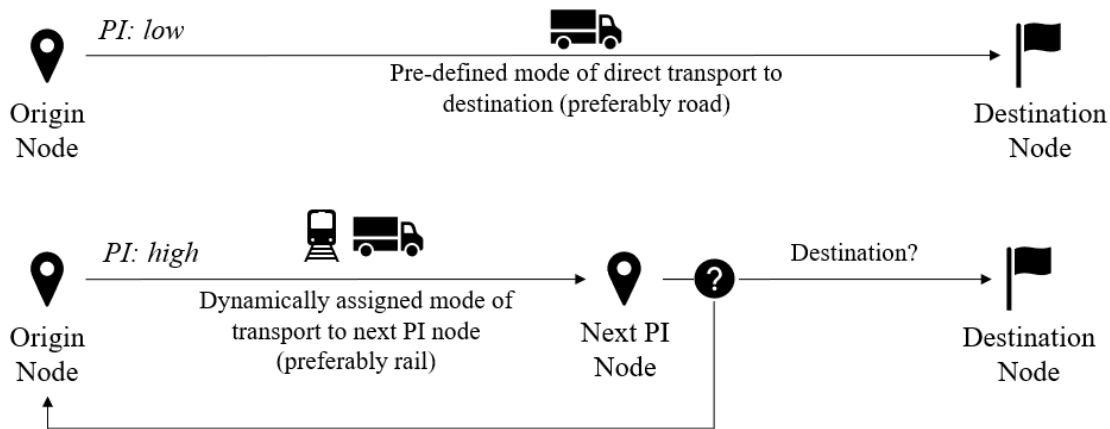 PI: low
Pre-defined mode of direct transport to
destination (preferably road)
Origin
Node
Destination
Node
PI: high
Destination?
?
Dynamically assigned mode of
transport to next PI node
(preferably rail)
Origin
Node
Next PI
Node
Destination
Node